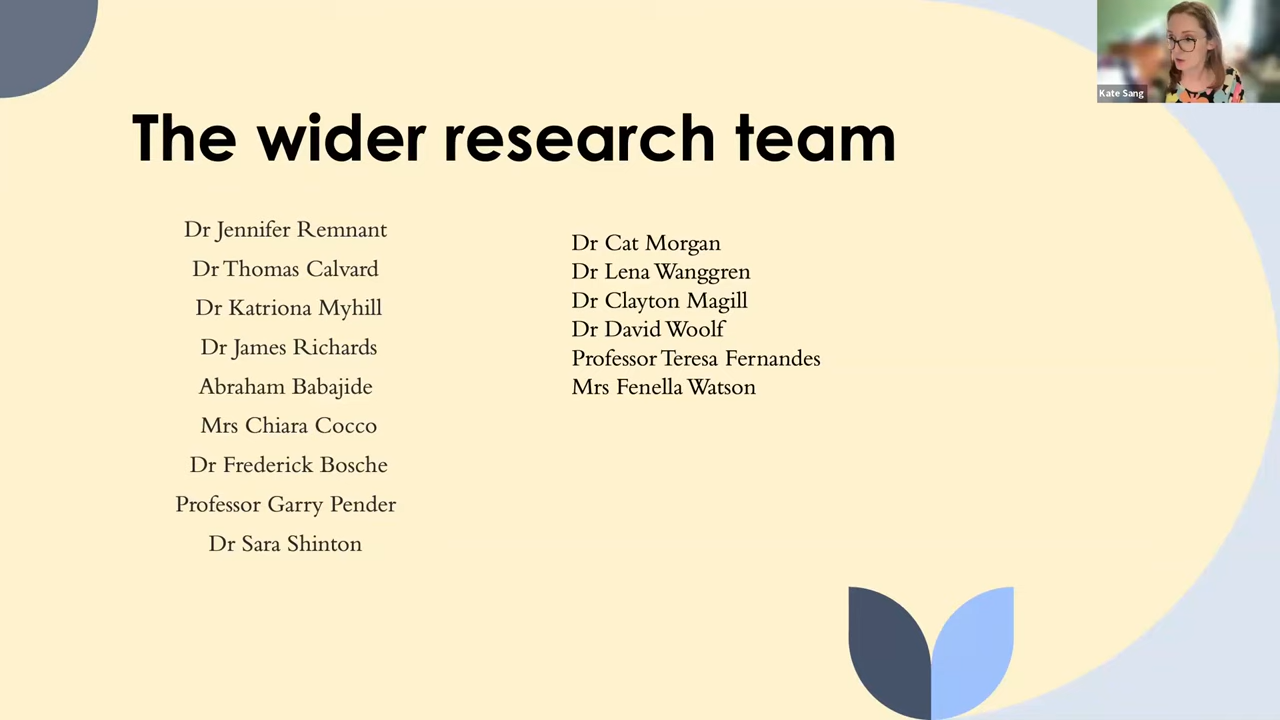 Kate Sang
The wider research team
Dr Jennifer Remnant
Dr Thomas Calvard
Dr Katriona Myhill
Dr James Richards
Abraham Babajide
Mrs Chiara Cocco
Dr Frederick Bosche
Professor Garry Pender
Dr Sara Shinton
Dr Cat Morgan
Dr Lena Wanggren
Dr Clayton Magill
Dr David Woolf
Professor Teresa Fernandes
Mrs Fenella Watson